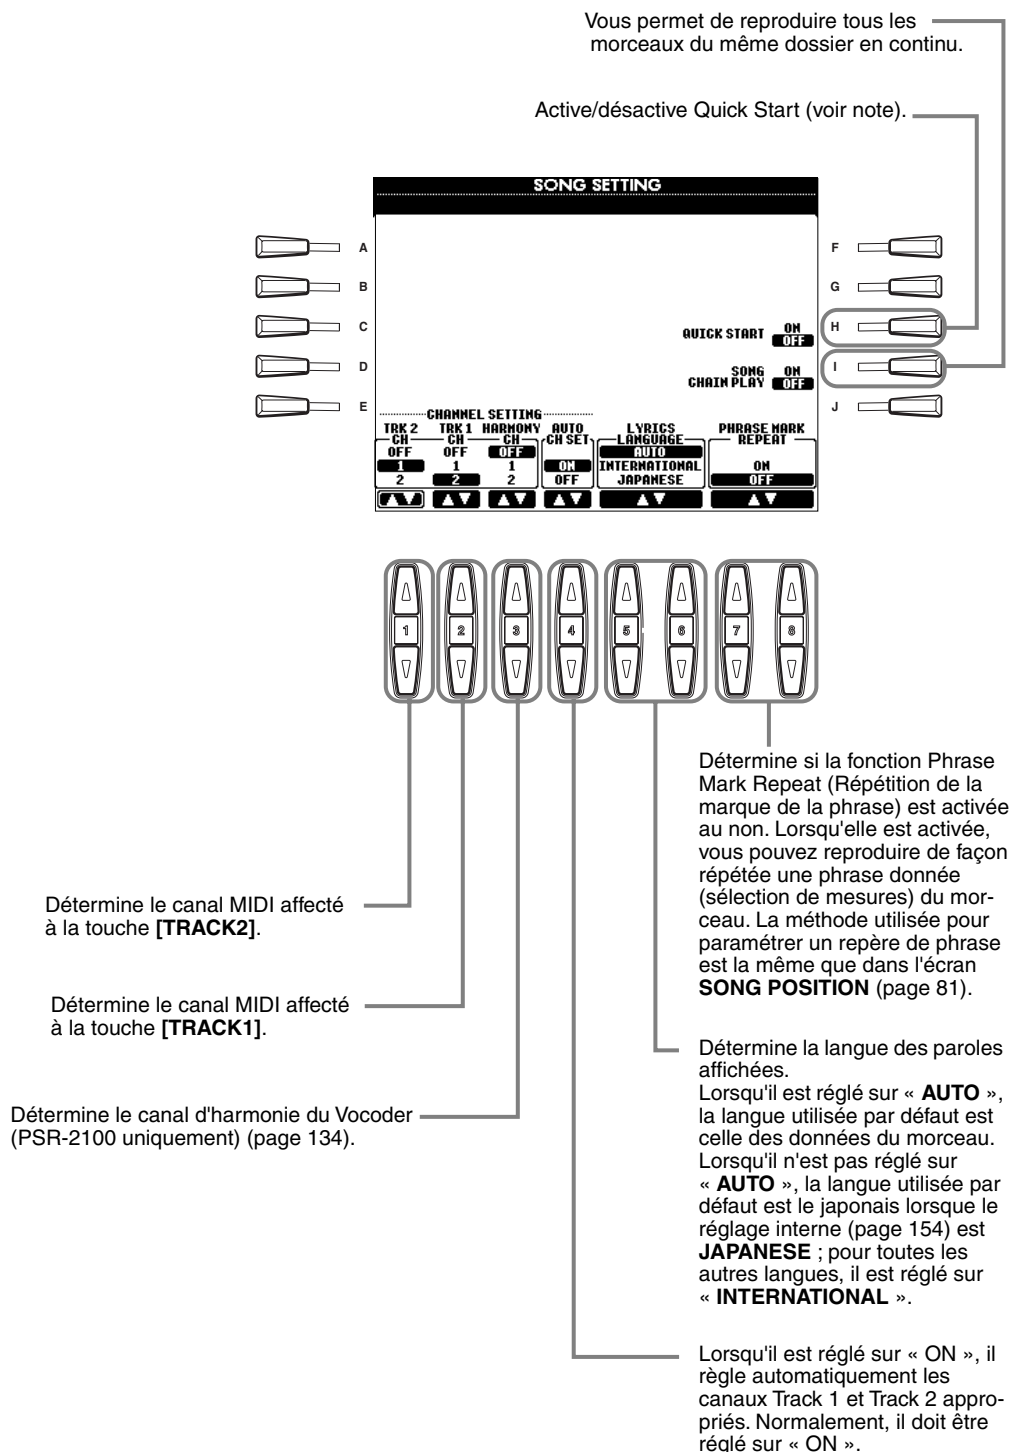 Vous permet de reproduire tous les
morceaux du même dossier en continu.
Active/désactive Quick Start (voir note).
SONG SETTING
A
B
C
D
E
F
G
H
I
J
QUICK START ON
OFF
SONG ON
CHAIN PLAY OFF
CHANNEL SETTING
TRK 2 TRK 1 HARMONY AUTO LYRICS PHRASE MARK
CH CH CH CH SET LANGUAGE REPEAT
OFF OFF OFF AUTO
1 1 1 ON INTERNATIONAL ON
2 2 2 OFF JAPANESE OFF
1 2 3 4 5 6 7 8
Détermine si la fonction Phrase
Mark Repeat (Répétition de la
marque de la phrase) est activée
au non. Lorsqu'elle est activée,
vous pouvez reproduire de façon
répétée une phrase donnée
(sélection de mesures) du mor-
ceau. La méthode utilisée pour
paramétrer un repère de phrase
est la même que dans l'écran
SONG POSITION (page 81).
Détermine le canal MIDI affecté
à la touche [TRACK2].
Détermine le canal MIDI affecté
à la touche [TRACK1].
Détermine le canal d'harmonie du Vocoder
(PSR-2100 uniquement) (page 134).
Détermine la langue des paroles
affichées.
Lorsqu'il est réglé sur « AUTO »,
la langue utilisée par défaut est
celle des données du morceau.
Lorsqu'il n'est pas réglé sur
« AUTO », la langue utilisée par
défaut est le japonais lorsque le
réglage interne (page 154) est
JAPANESE ; pour toutes les
autres langues, il est réglé sur
« INTERNATIONAL ».
Lorsqu'il est réglé sur « ON », il
règle automatiquement les
canaux Track 1 et Track 2 appro-
priés. Normalement, il doit être
réglé sur « ON ».